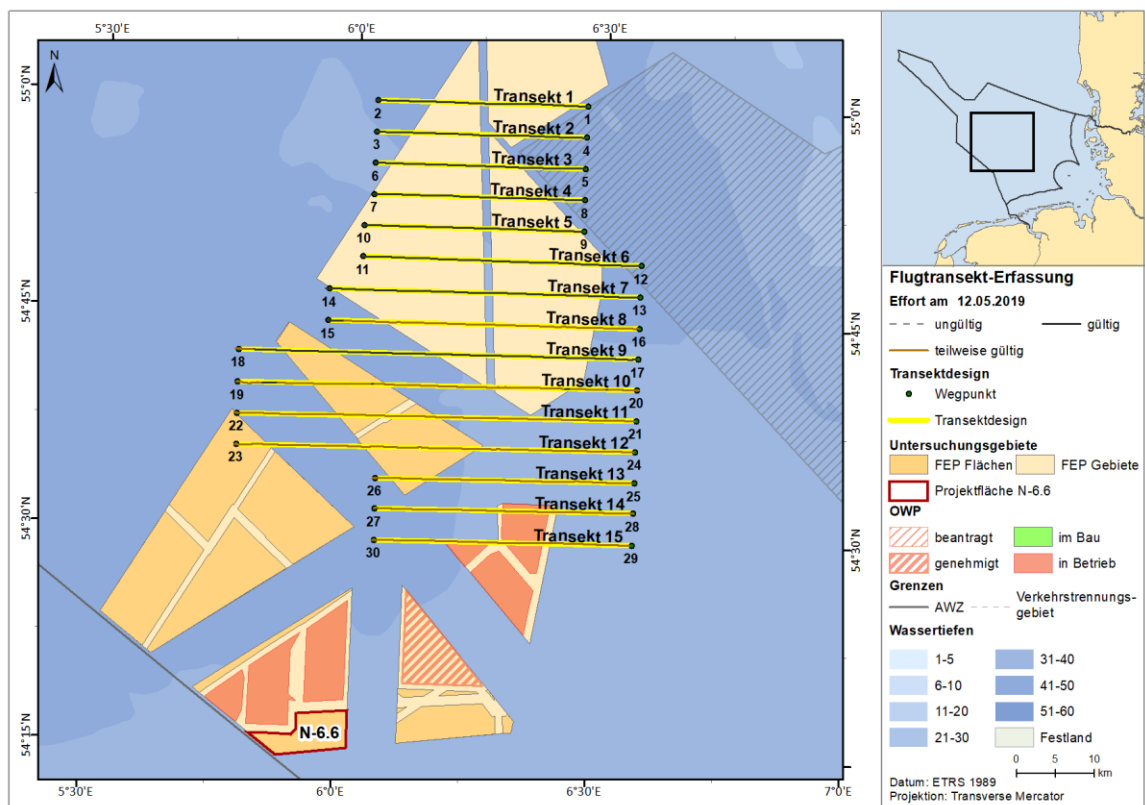 5°30'E
6°0'E
6°30'E
N
55°0'N
55°0'N
Transekt 1
2
1
Transekt 2
3
4
Transekt 3
6
5
Transekt 4
7
8
Transekt 5
10
9
Transekt 6
11
12
Transekt 7
14
13
54°45'N
54°45'N
Transekt 8
15
16
Transekt 9
18
17
Transekt 10
19
20
Transekt 11
22
21
Transekt 12
23
24
Transekt 13
26
25
54°30'N
54°30'N
Transekt 14
27
28
Transekt 15
30
29
54°15'N
54°15'N
N-6.6
5°30'E
6°0'E
6°30'E
7°0'E
Flugtransekt-Erfassung
Effort am 12.05.2019
ungültig
gültig
teilweise gültig
Transektdesign
Wegpunkt
Transektdesign
Untersuchungsgebiete
FEP Flächen
FEP Gebiete
Projektfläche N-6.6
OWP
beantragt
im Bau
genehmigt
in Betrieb
Grenzen
AWZ
Verkehrstrennungs-
gebiet
Wassertiefen
1-5
31-40
6-10
41-50
11-20
51-60
21-30
Festland
0 5 10
km
Datum: ETRS 1989
Projektion: Transverse Mercator